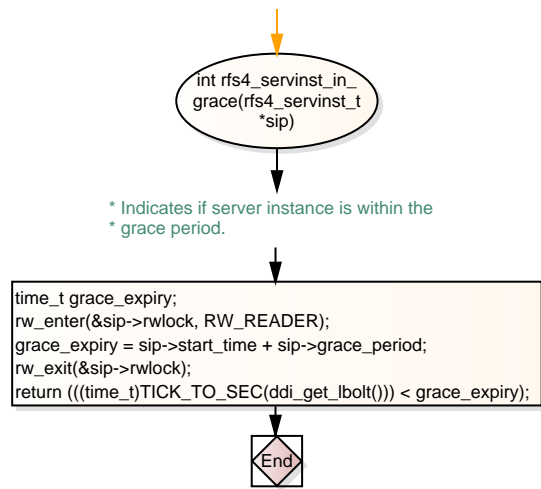 int rfs4_servinst_in_
grace(rfs4_servinst_t
*sip)
* Indicates if server instance is within the
* grace period.
time_t grace_expiry;
rw_enter(&sip->rwlock, RW_READER);
grace_expiry = sip->start_time + sip->grace_period;
rw_exit(&sip->rwlock);
return (((time_t)TICK_TO_SEC(ddi_get_lbolt())) < grace_expiry);
End